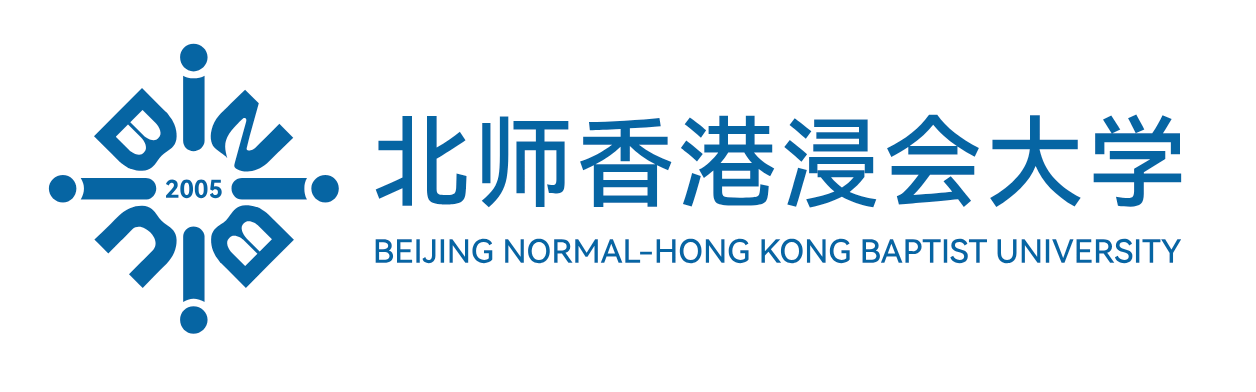 B N
2005
U B
北师香港浸会大学
BEIJING NORMAL-HONG KONG BAPTIST UNIVERSITY